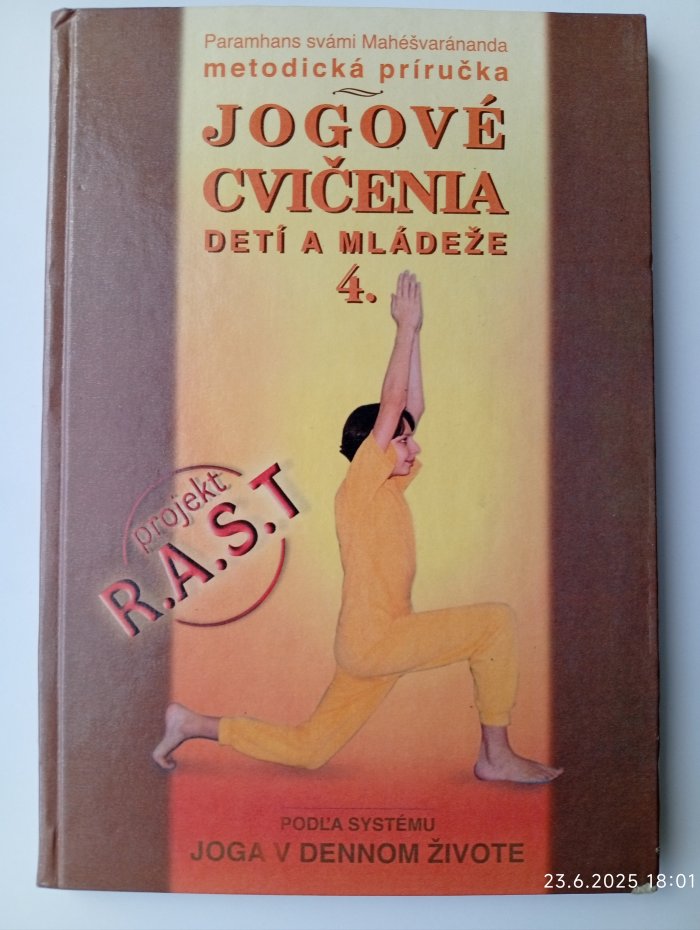 Paramhans svámi Mahéšvaránanda
metodická príručka
JOGOVÉ
CVIČENIA
DETÍ A MLÁDEŽE
4.
projekt
R.A.S.T
PODĽA SYSTÉMU
JOGA V DENNOM ŽIVOTE
23.6.2025 18:01